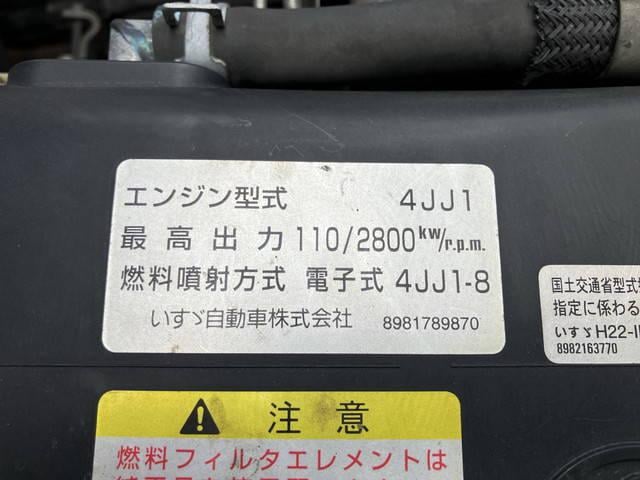 エンジン型式 4JJ1
最高出力 110/2800kw/r.p.m.
燃料噴射方式 電子式 4JJ1-8
いすゞ自動車株式会社 8981789870
国土交通省型式
指定に係わる
いすゞH22-
8982163770
注意
燃料フィルタエレメントは